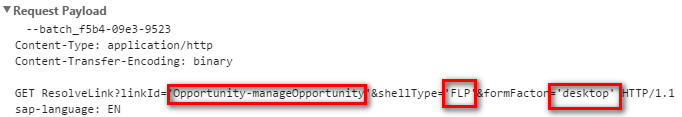 Request Payload
--batch_f5b4-09e3-9523
Content-Type: application/http
Content-Transfer-Encoding: binary
GET ResolveLink?linkId='Opportunity-manageOpportunity'&shellType='FLP'&formFactor='desktop' HTTP/1.1
sap-language: EN